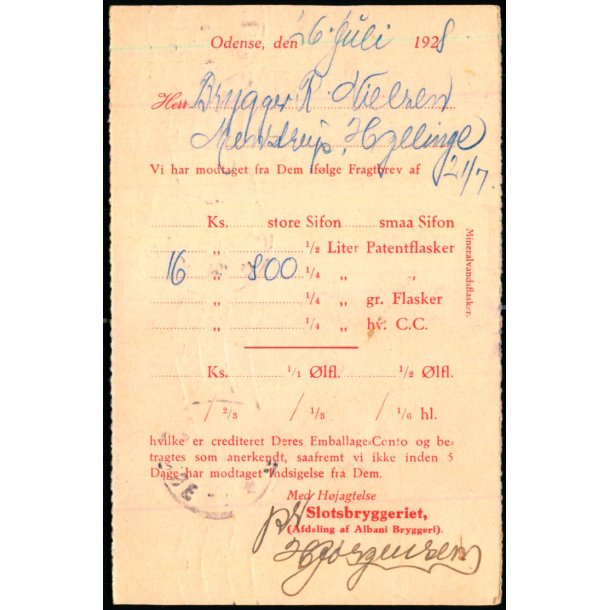 Odense, den 26 Juli 1928
Herr Brygger R. Nielsen
Menstrup, Hyllinge
Vi har modtaget fra Dem ifølge Fragtbrev af 21/7.
Ks. store Sifon smaa Sifon
„ ½ Liter Patentflasker
16 „ 800 ¼ „ „
„ ¼ „ gr. Flasker
„ ¼ „ hv. C.C.
Mineralvandsflasker.
Ks. 1/1 Ølfl. ½ Ølfl.
/ 2/3 / 1/3 / 1/6 hl.
hvilke er crediteret Deres Emballage-Conto og be-
tragtes som anerkendt, saafremt vi ikke inden 5
Dage har modtaget Indsigelse fra Dem.
Med Højagtelse
Slotsbryggeriet,
(Afdeling af Albani Bryggeri).
Hjørgensen